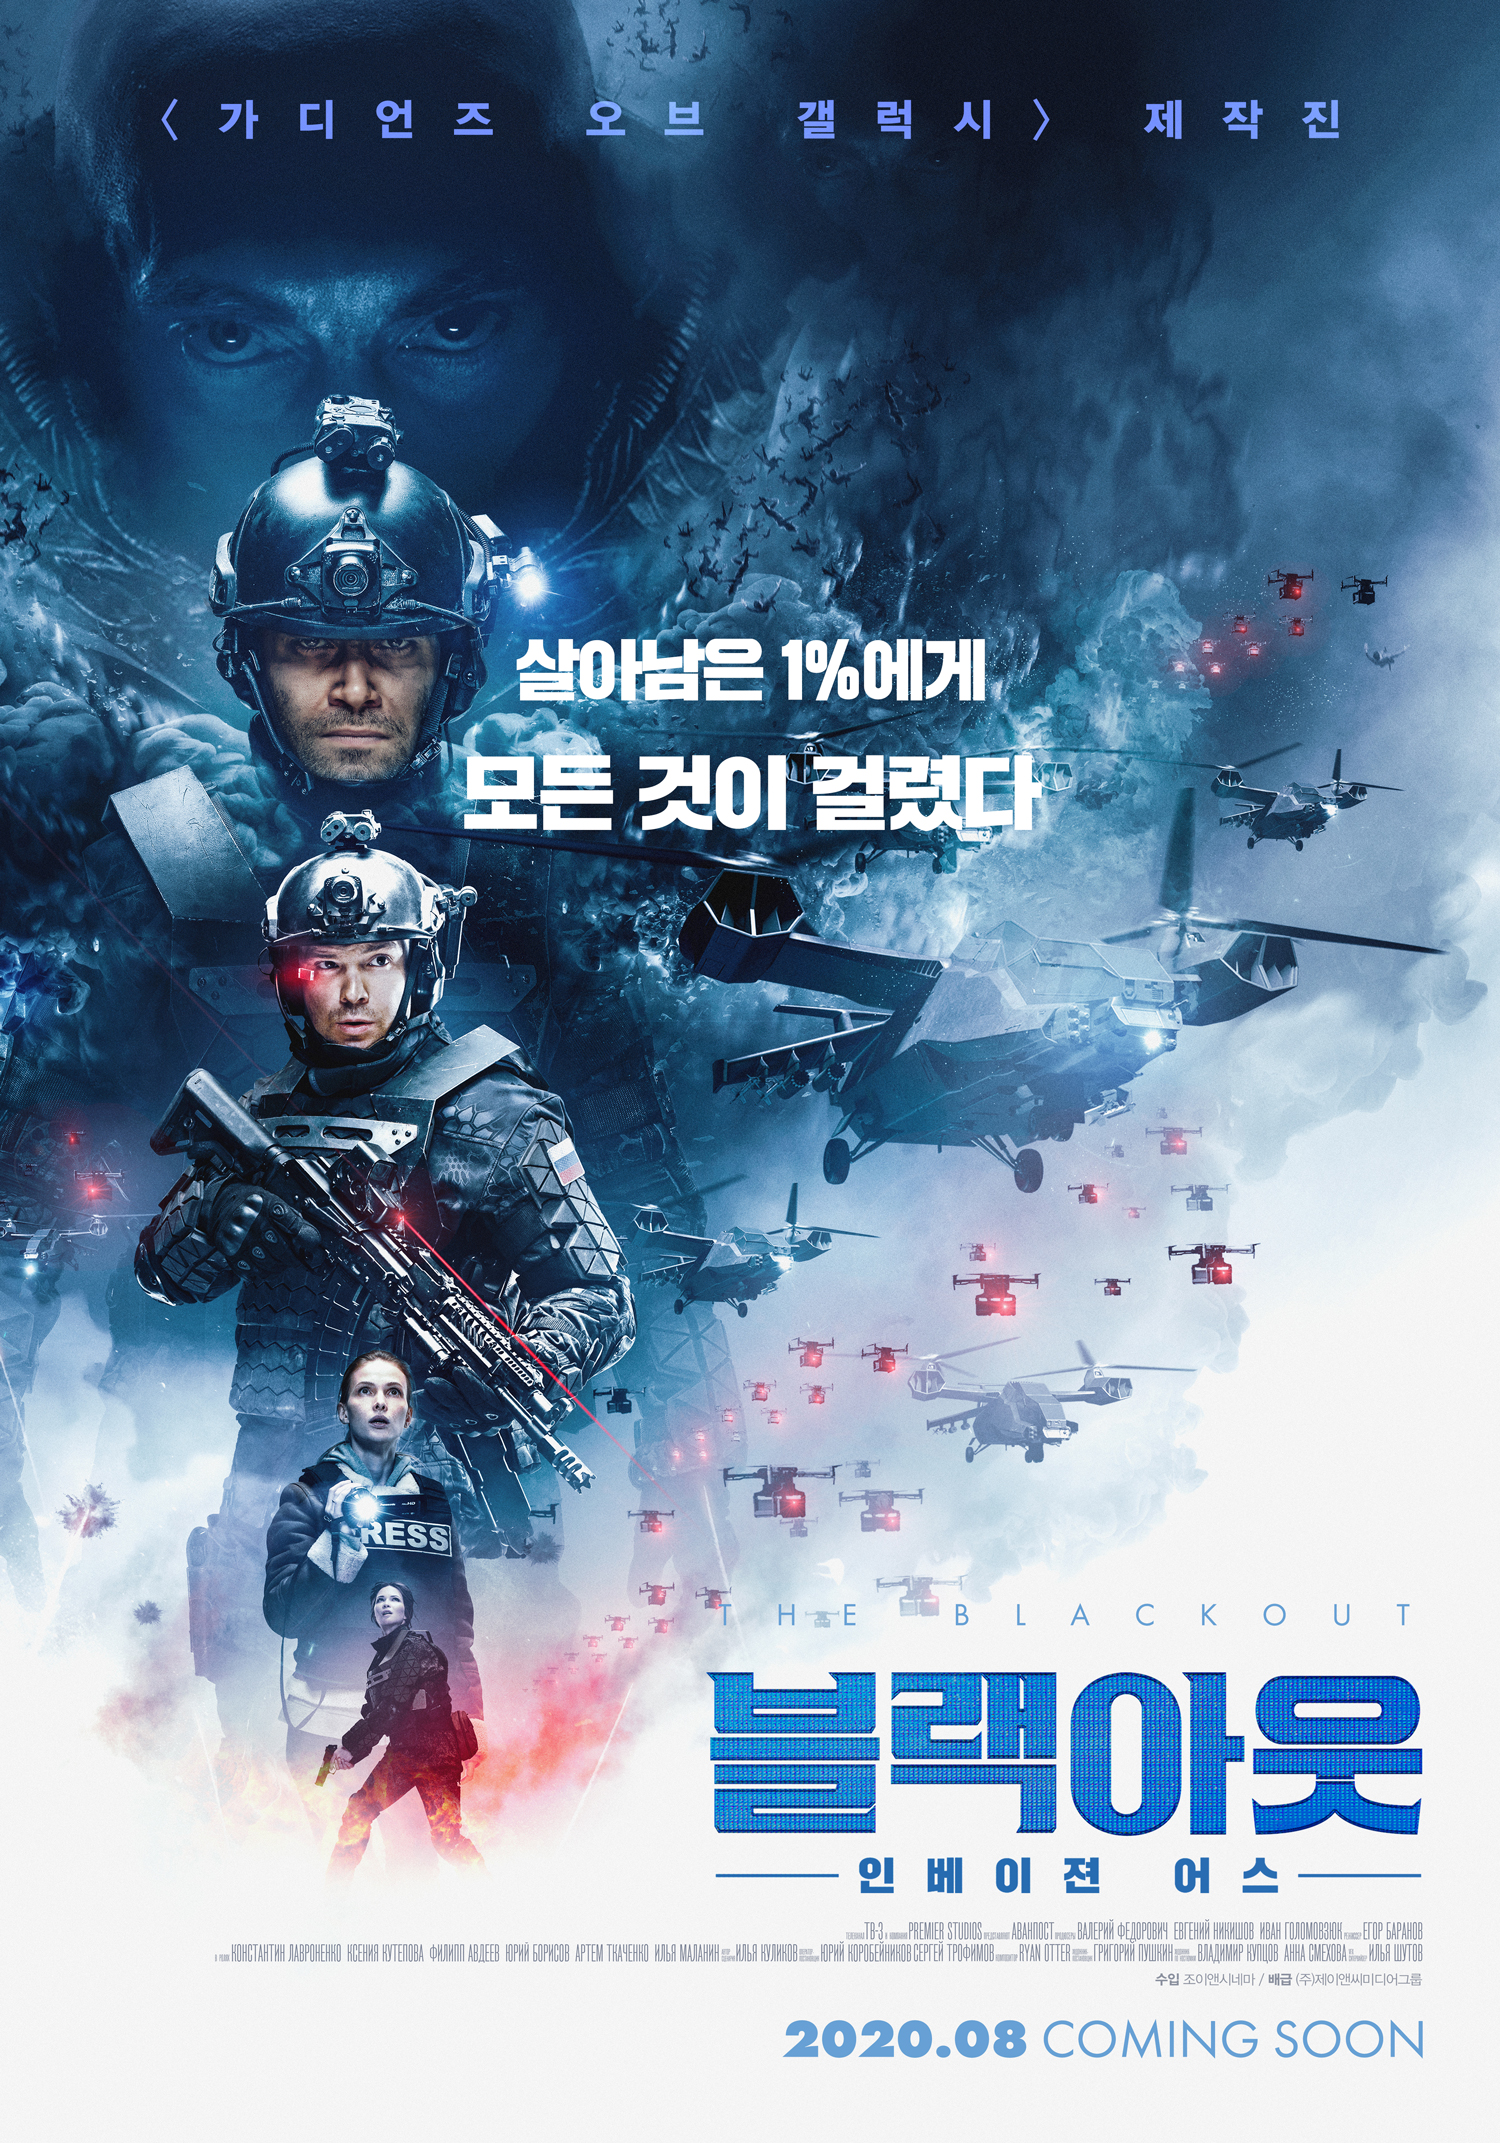 〈가디언즈 오브 갤럭시〉 제작진
살아남은 1%에게
모든 것이 걸렸다
RESS
THE BLACKOUT
블랙아웃
인베이젼 어스
ТВ-3 PREMIER STUDIOS АВАНПОСТ ВАЛЕРИЙ ФЕДОРОВИЧ ЕВГЕНИЙ НИКИШОВ ИВАН ГОЛОМОВЗЮК ЕГОР БАРАНОВ
КОНСТАНТИН ЛАВРОНЕНКО КСЕНИЯ КУТЕПОВА ФИЛИПП АВДЕЕВ ЮРИЙ БОРИСОВ АРТЕМ ТКАЧЕНКО ИЛЬЯ МАЛАНИН ИЛЬЯ КУЛИКОВ ЮРИЙ КОРОБЕЙНИКОВ СЕРГЕЙ ТРОФИМОВ RYAN OTTER ГРИГОРИЙ ПУШКИН ВЛАДИМИР КУПЦОВ АННА СМЕХОВА ИЛЬЯ ШУТОВ
수입 조이앤시네마 / 배급 (주)제이앤씨미디어그룹
2020.08 COMING SOON